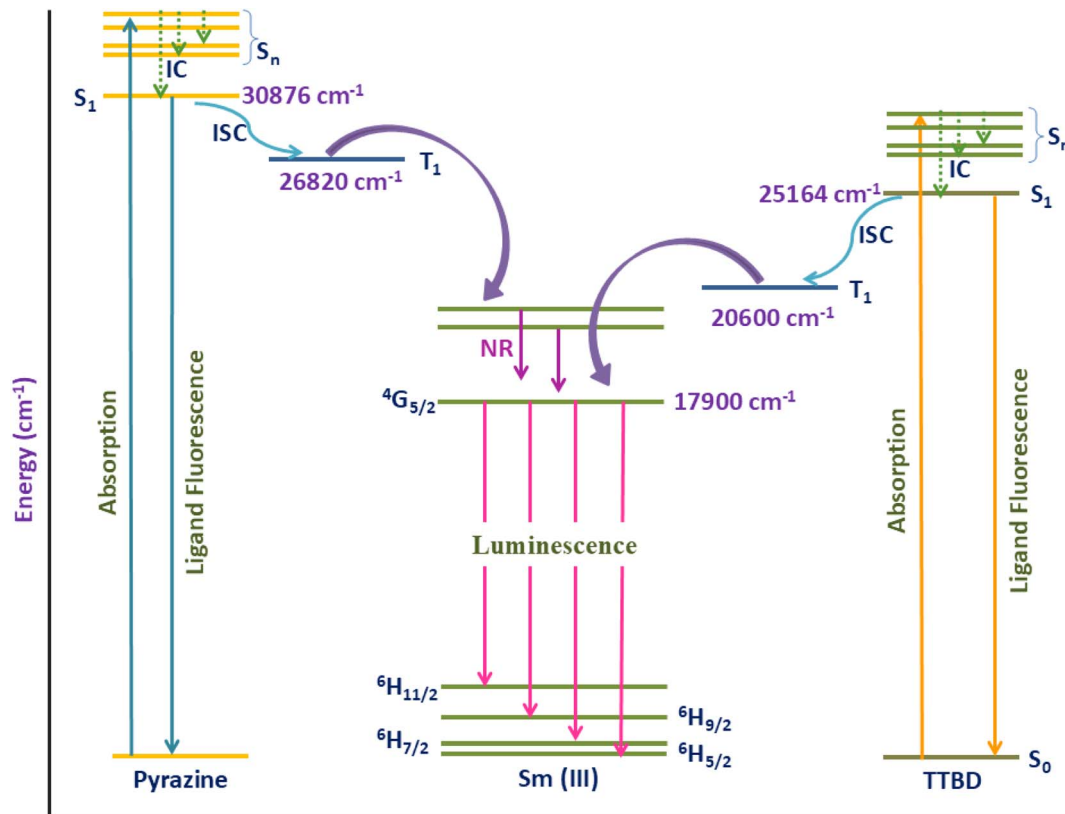 Energy (cm⁻¹)
Sₙ
IC
S₁
30876 cm⁻¹
ISC
T₁
26820 cm⁻¹
Absorption
Ligand Fluorescence
Pyrazine
NR
⁴G₅/₂
17900 cm⁻¹
Luminescence
⁶H₁₁/₂
⁶H₉/₂
⁶H₇/₂
⁶H₅/₂
Sm (III)
IC
25164 cm⁻¹
S₁
ISC
T₁
20600 cm⁻¹
Absorption
Ligand Fluorescence
S₀
TTBD